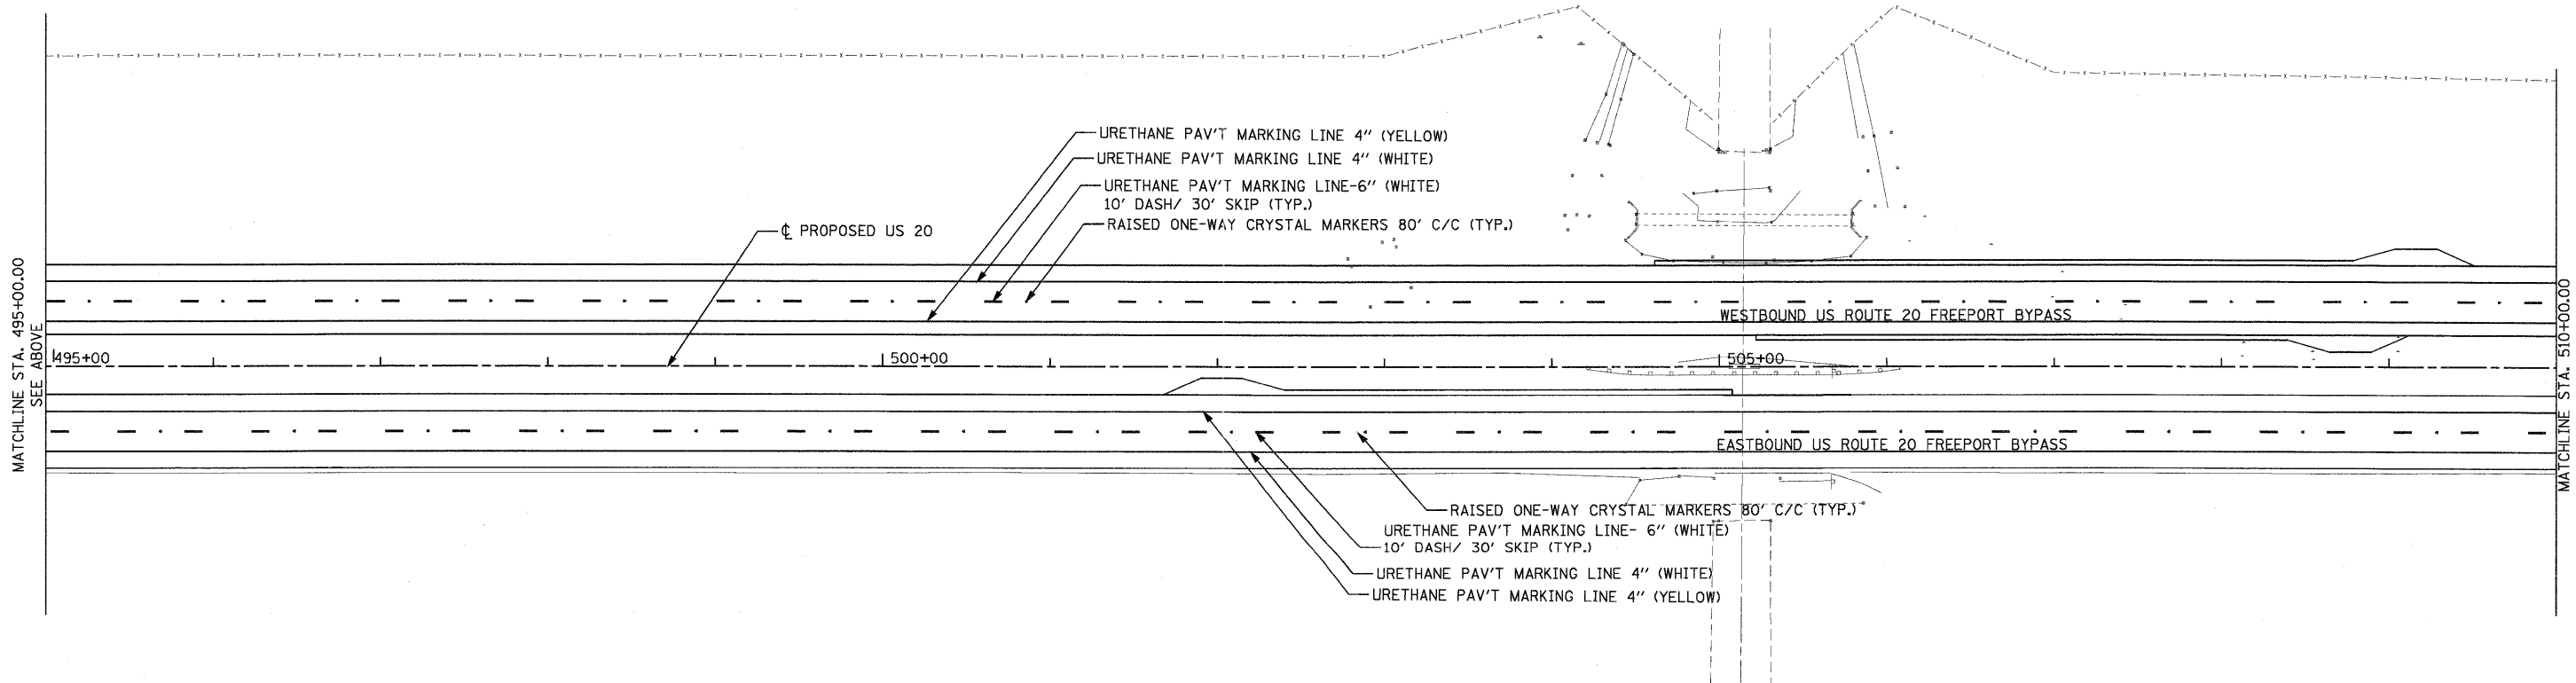 URETHANE PAV'T MARKING LINE 4" (YELLOW)
URETHANE PAV'T MARKING LINE 4" (WHITE)
URETHANE PAV'T MARKING LINE-6" (WHITE)
10' DASH/ 30' SKIP (TYP.)
RAISED ONE-WAY CRYSTAL MARKERS 80' C/C (TYP.)
℄ PROPOSED US 20
MATCHLINE STA. 495+00.00
SEE ABOVE
WESTBOUND US ROUTE 20 FREEPORT BYPASS
495+00
500+00
505+00
MATCHLINE STA. 510+00.00
EASTBOUND US ROUTE 20 FREEPORT BYPASS
RAISED ONE-WAY CRYSTAL MARKERS 80' C/C (TYP.)
URETHANE PAV'T MARKING LINE- 6" (WHITE)
10' DASH/ 30' SKIP (TYP.)
URETHANE PAV'T MARKING LINE 4" (WHITE)
URETHANE PAV'T MARKING LINE 4" (YELLOW)